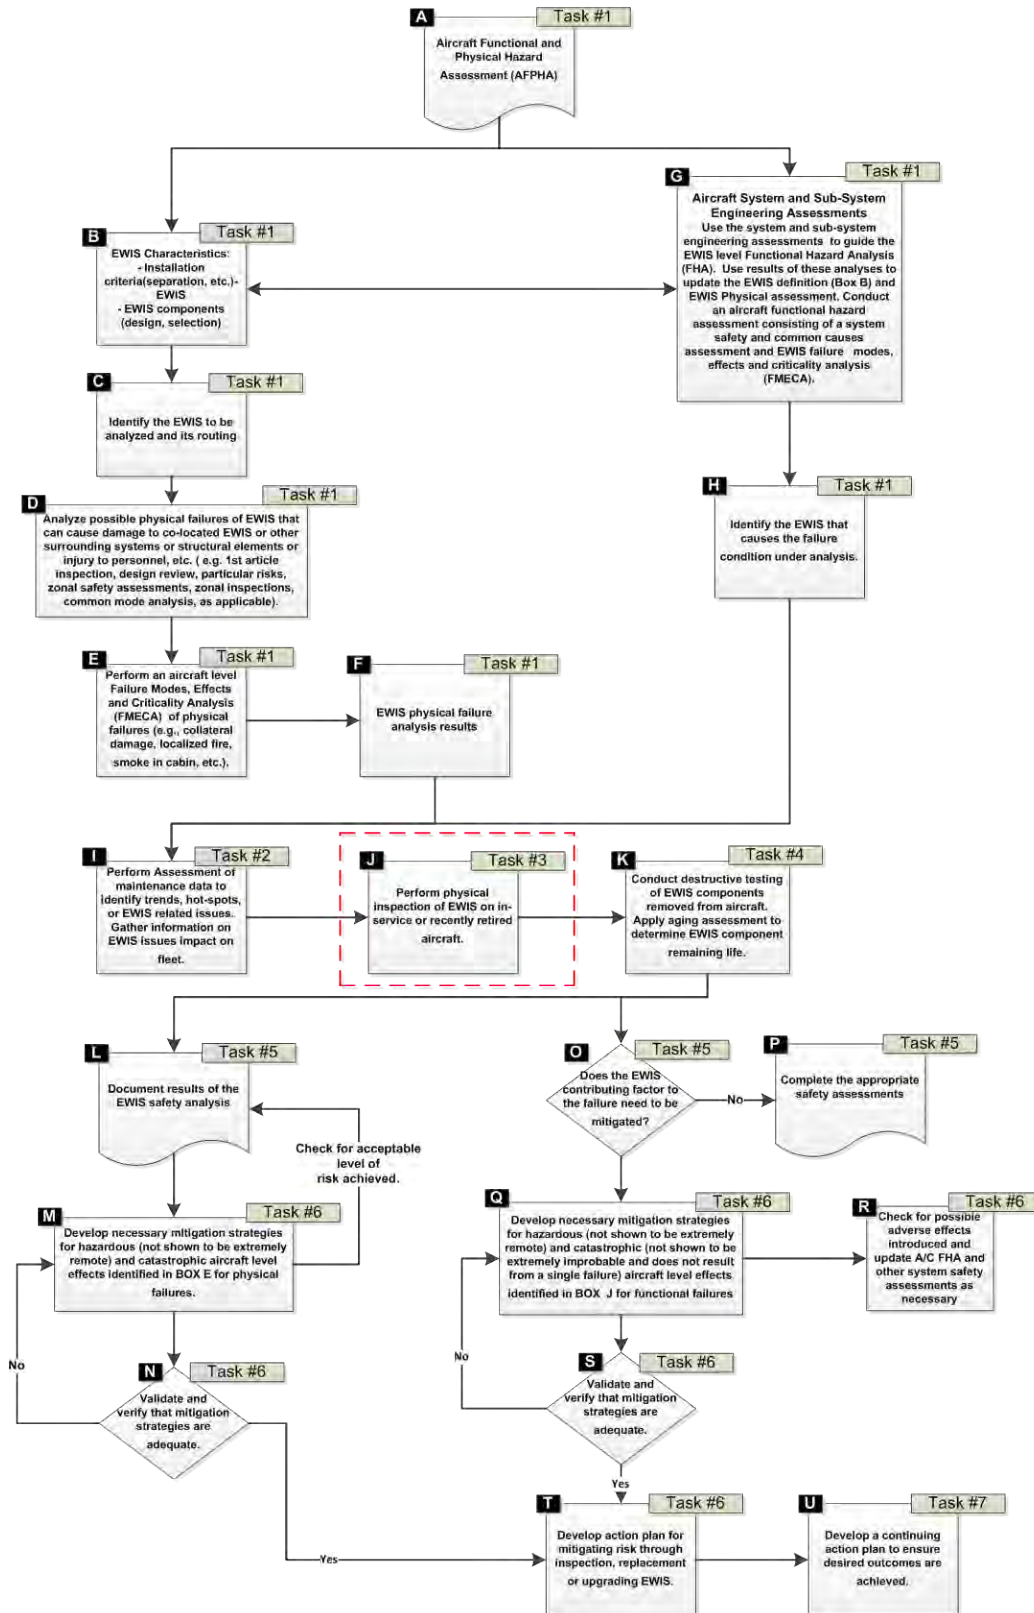 A
Task #1
Aircraft Functional and
Physical Hazard
Assessment (AFPHA)
G
Task #1
Aircraft System and Sub-System
Engineering Assessments
Use the system and sub-system
engineering assessments to guide the
EWIS level Functional Hazard Analysis
(FHA). Use results of these analyses to
update the EWIS definition (Box B) and
EWIS Physical assessment. Conduct
an aircraft functional hazard
assessment consisting of a system
safety and common causes
assessment and EWIS failure modes,
effects and criticality analysis
(FMECA).
B
Task #1
EWIS Characteristics:
- Installation
criteria(separation, etc.)-
EWIS
- EWIS components
(design, selection)
C
Task #1
Identify the EWIS to be
analyzed and its routing
D
Task #1
Analyze possible physical failures of EWIS that
can cause damage to co-located EWIS or other
surrounding systems or structural elements or
injury to personnel, etc. ( e.g. 1st article
inspection, design review, particular risks,
zonal safety assessments, zonal inspections,
common mode analysis, as applicable).
H
Task #1
Identify the EWIS that
causes the failure
condition under analysis.
E
Task #1
Perform an aircraft level
Failure Modes, Effects
and Criticality Analysis
(FMECA) of physical
failures (e.g., collateral
damage, localized fire,
smoke in cabin, etc.).
F
Task #1
EWIS physical failure
analysis results
I
Task #2
Perform Assessment of
maintenance data to
identify trends, hot-spots,
or EWIS related issues.
Gather information on
EWIS issues impact on
fleet.
J
Task #3
Perform physical
inspection of EWIS on in-
service or recently retired
aircraft.
K
Task #4
Conduct destructive testing
of EWIS components
removed from aircraft.
Apply aging assessment to
determine EWIS component
remaining life.
L
Task #5
Document results of the
EWIS safety analysis
O
Task #5
Does the EWIS
contributing factor to
the failure need to be
mitigated?
No
P
Task #5
Complete the appropriate
safety assessments
Check for acceptable
level of
risk achieved.
M
Task #6
Develop necessary mitigation strategies
for hazardous (not shown to be extremely
remote) and catastrophic aircraft level
effects identified in BOX E for physical
failures.
Q
Task #6
Develop necessary mitigation strategies
for hazardous (not shown to be extremely
remote) and catastrophic (not shown to be
extremely improbable and does not result
from a single failure) aircraft level effects
identified in BOX J for functional failures
R
Task #6
Check for possible
adverse effects
introduced and
update A/C FHA and
other system safety
assessments as
necessary
No
N
Task #6
Validate and
verify that mitigation
strategies are
adequate.
No
S
Task #6
Validate and
verify that mitigation
strategies are
adequate.
Yes
Yes
T
Task #6
Develop action plan for
mitigating risk through
inspection, replacement
or upgrading EWIS.
U
Task #7
Develop a continuing
action plan to ensure
desired outcomes are
achieved.